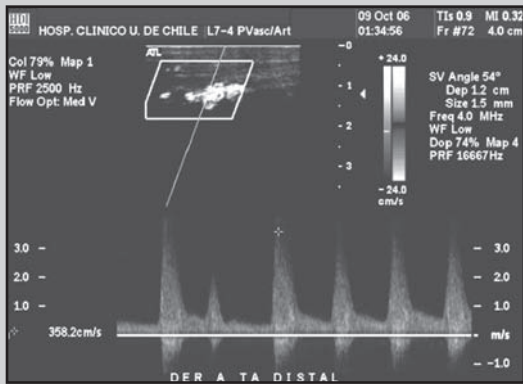 HDI 5000
HOSP. CLINICO U. DE CHILE
L7-4 PVasc/Art
09 Oct 06
01:34:56
TIs 0.9 MI 0.32
Fr #72 4.0 cm
Col 79% Map 1
WF Low
PRF 2500 Hz
Flow Opt: Med V
ATL
0
1
2
3
+ 24.0
- 24.0
cm/s
SV Angle 54°
Dep 1.2 cm
Size 1.5 mm
Freq 4.0 MHz
WF Low
Dop 74% Map 4
PRF 16667Hz
3.0
2.0
1.0
358.2cm/s
3.0
2.0
1.0
m/s
-1.0
DER A TA DISTAL